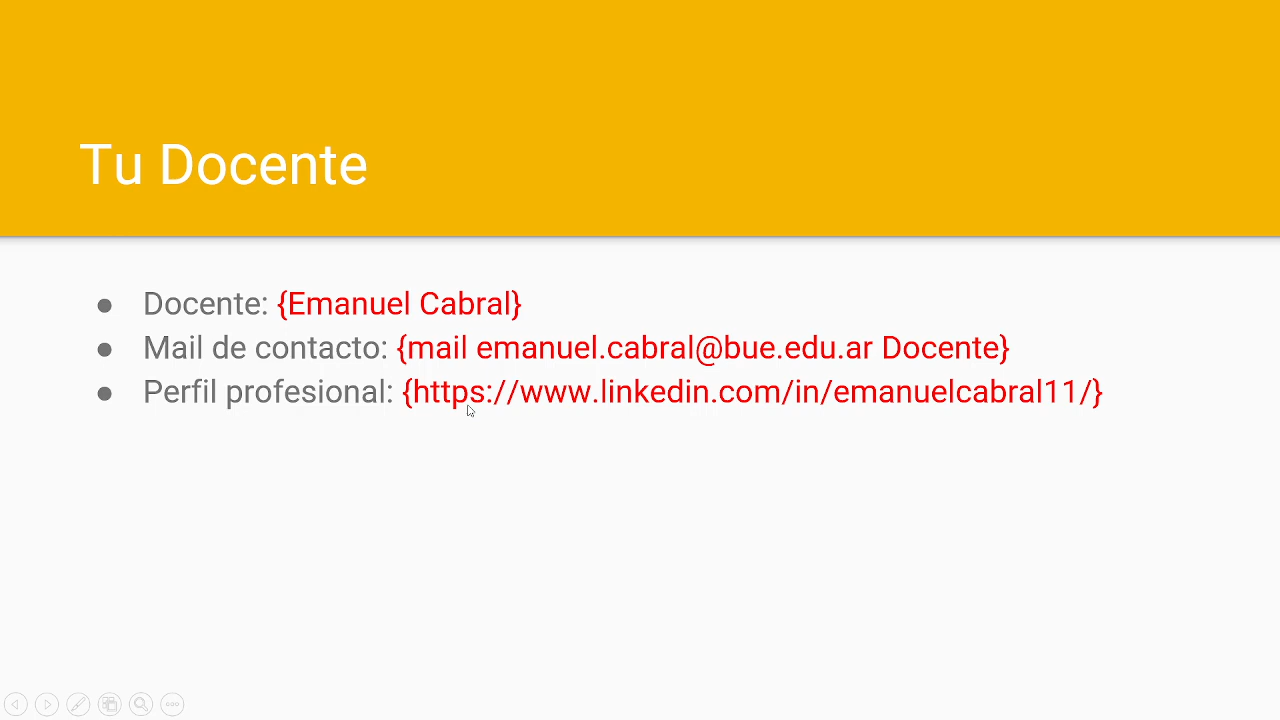 Tu Docente
● Docente: {Emanuel Cabral}
● Mail de contacto: {mail emanuel.cabral@bue.edu.ar Docente}
● Perfil profesional: {https://www.linkedin.com/in/emanuelcabral11/}